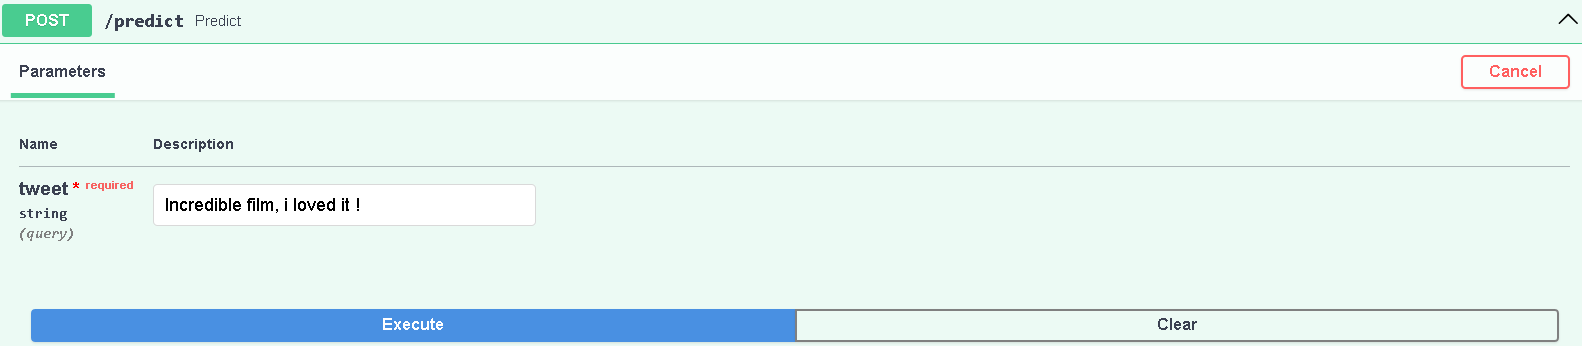 POST /predict Predict
Parameters
Cancel
Name Description
tweet * required
string
(query)
Incredible film, i loved it !
Execute Clear